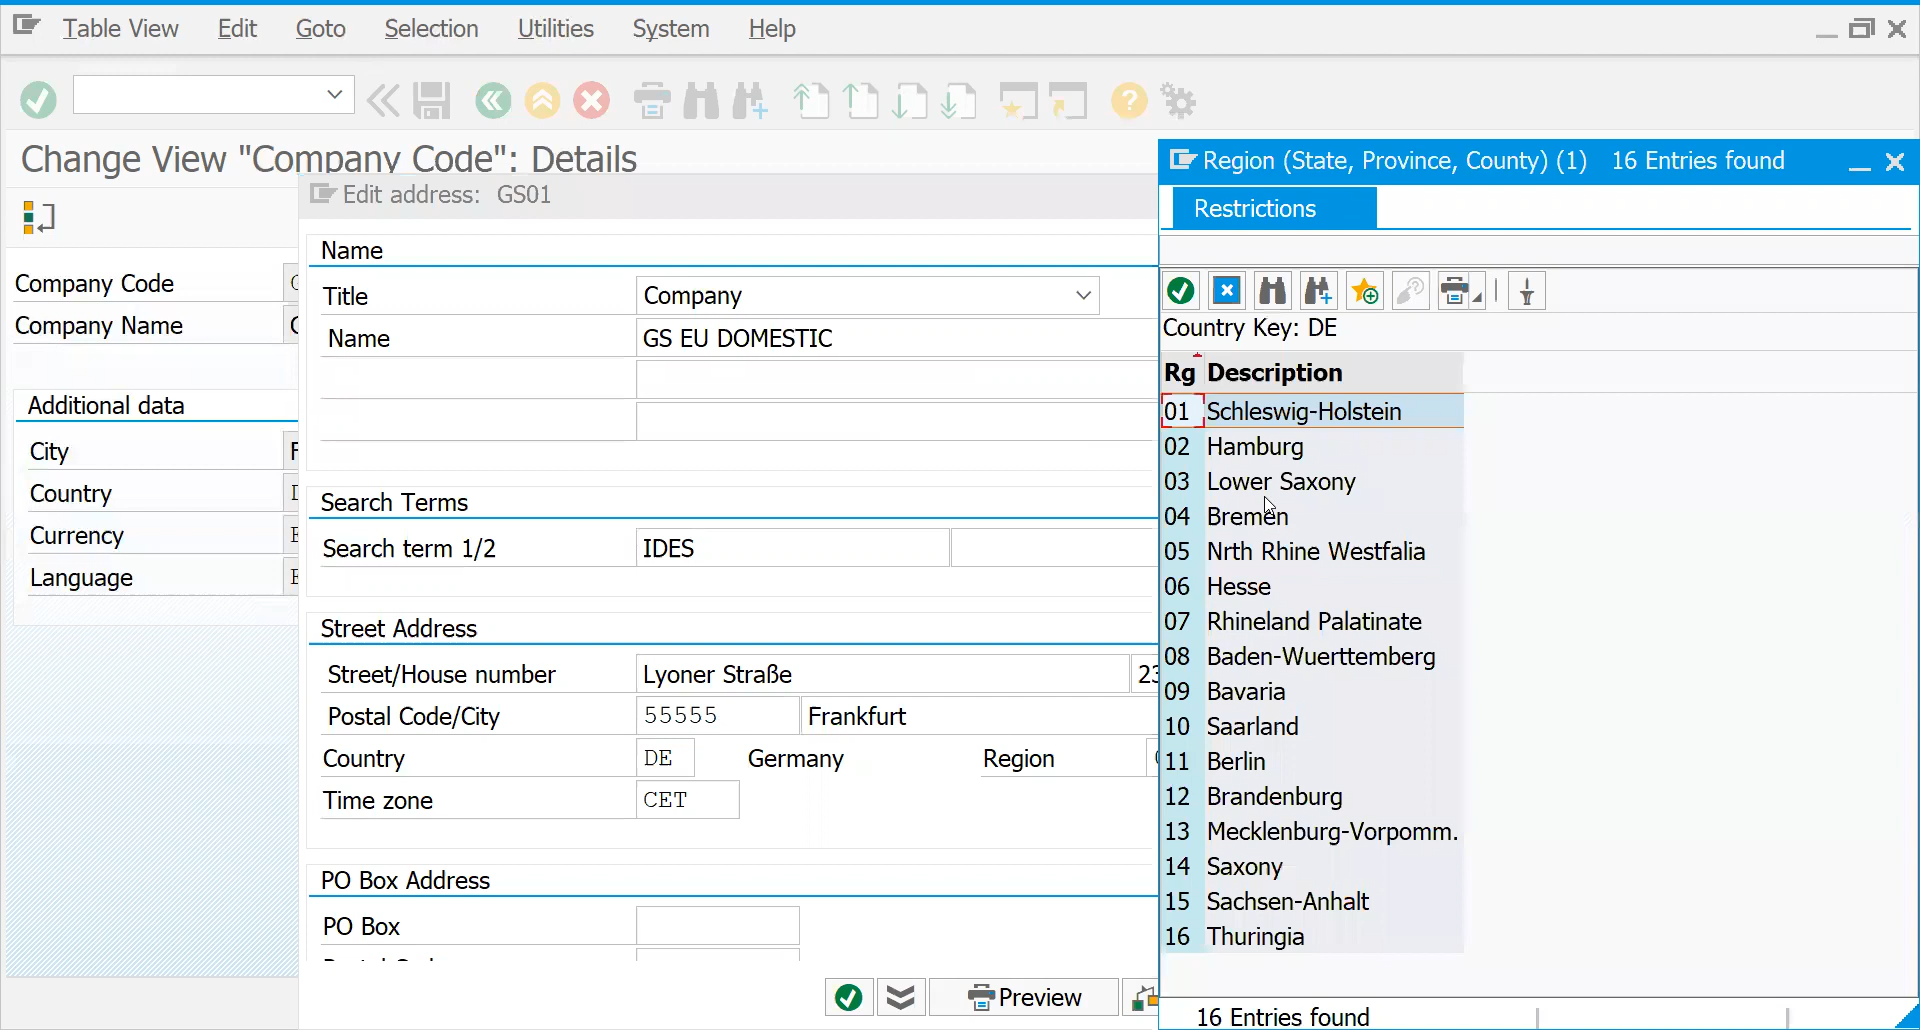 Table View Edit Goto Selection Utilities System Help
Change View "Company Code": Details
Edit address: GS01
Company Code
Company Name
Additional data
City
Country
Currency
Language
Name
Title Company
Name GS EU DOMESTIC
Search Terms
Search term 1/2 IDES
Street Address
Street/House number Lyoner Straße 23
Postal Code/City 55555 Frankfurt
Country DE Germany Region
Time zone CET
PO Box Address
PO Box
Preview
Region (State, Province, County) (1) 16 Entries found
Restrictions
Country Key: DE
Rg Description
01 Schleswig-Holstein
02 Hamburg
03 Lower Saxony
04 Bremen
05 Nrth Rhine Westfalia
06 Hesse
07 Rhineland Palatinate
08 Baden-Wuerttemberg
09 Bavaria
10 Saarland
11 Berlin
12 Brandenburg
13 Mecklenburg-Vorpomm.
14 Saxony
15 Sachsen-Anhalt
16 Thuringia
16 Entries found